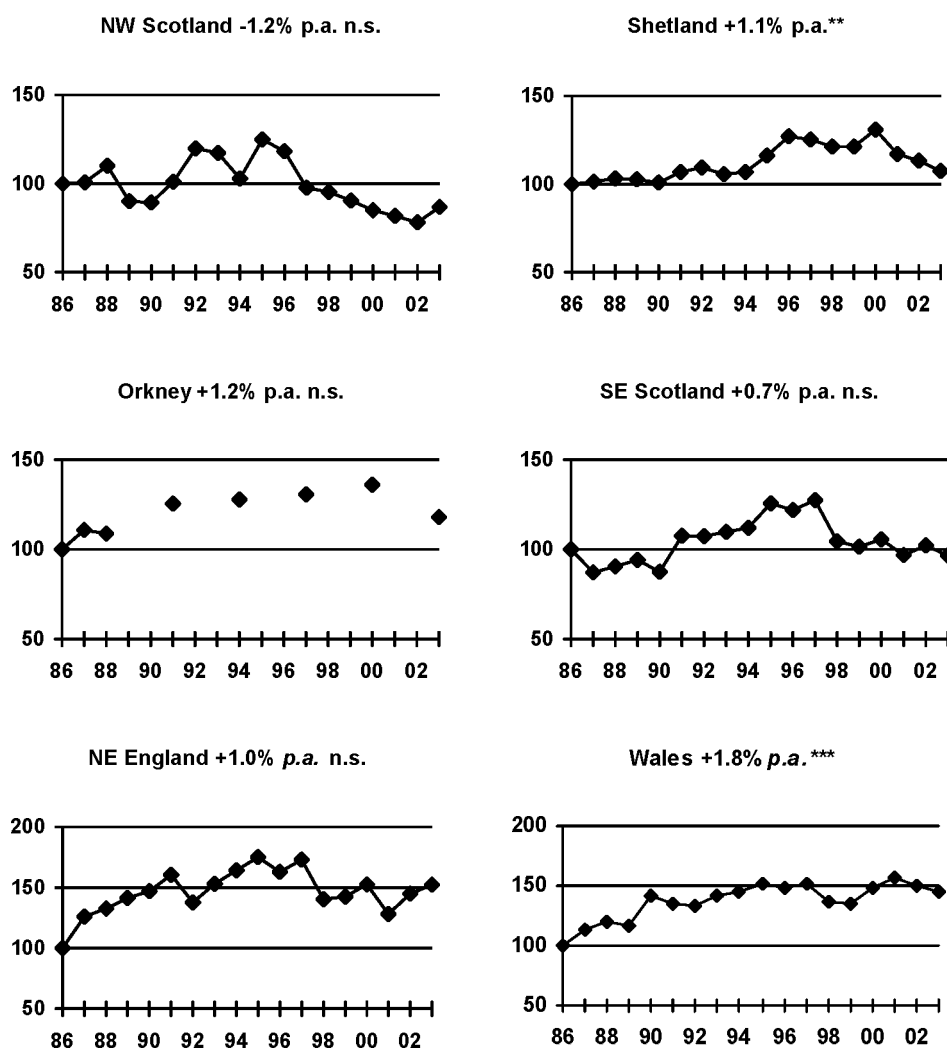 NW Scotland -1.2% p.a. n.s.
150
100
50
86 88 90 92 94 96 98 00 02
Shetland +1.1% p.a.**
150
100
50
86 88 90 92 94 96 98 00 02
Orkney +1.2% p.a. n.s.
150
100
50
86 88 90 92 94 96 98 00 02
SE Scotland +0.7% p.a. n.s.
150
100
50
86 88 90 92 94 96 98 00 02
NE England +1.0% p.a. n.s.
200
150
100
50
86 88 90 92 94 96 98 00 02
Wales +1.8% p.a.***
200
150
100
50
86 88 90 92 94 96 98 00 02